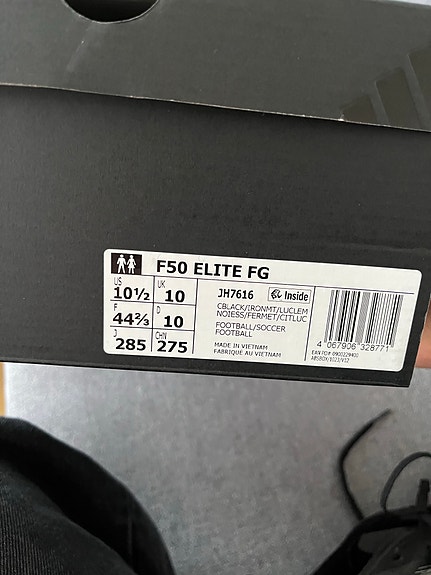 F50 ELITE FG
US 10½ UK 10
F 44⅔ D 10
J 285 CHN 275
JH7616 Inside
CBLACK/IRONMT/LUCLEM
NOIESS/FERMET/CITLUC
FOOTBALL/SOCCER
FOOTBALL
MADE IN VIETNAM
FABRIQUÉ AU VIETNAM
4 067906 328771